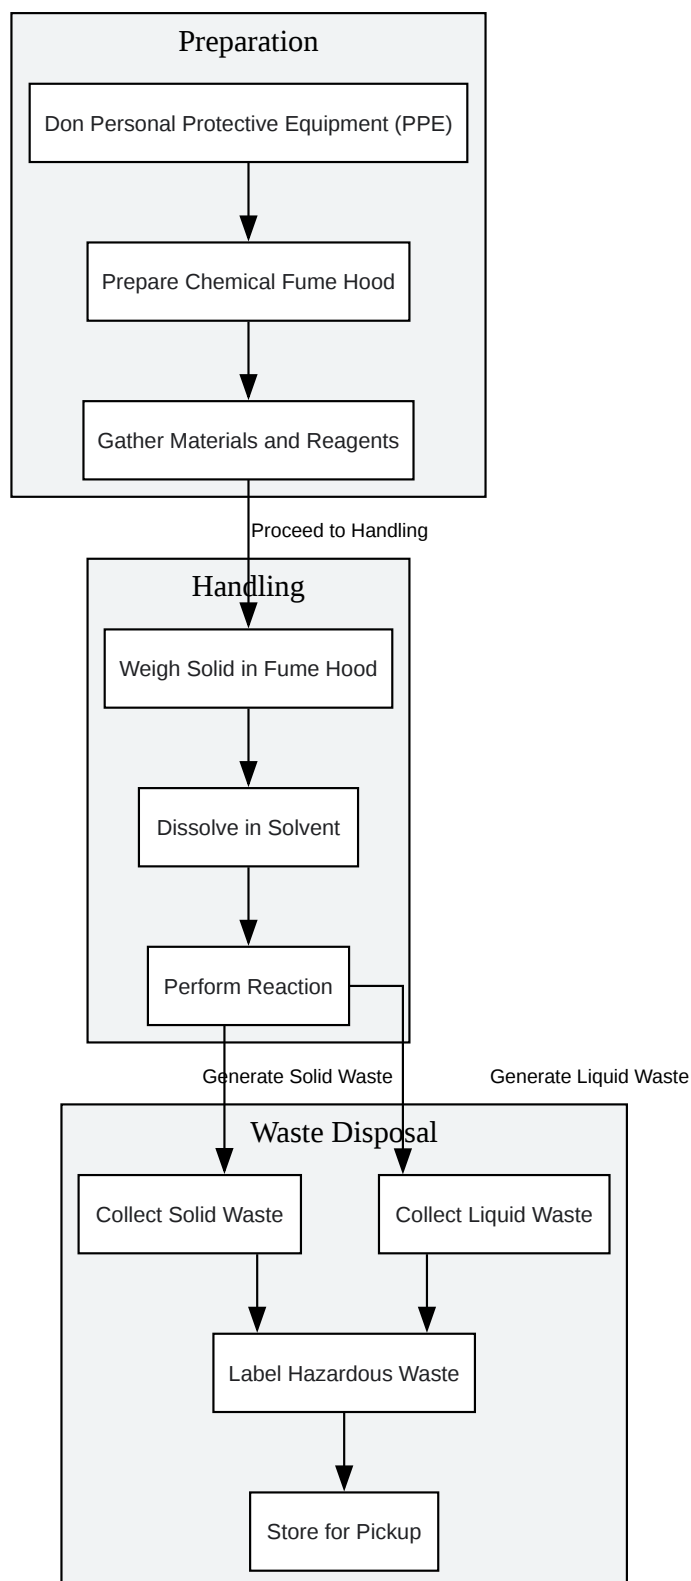 Preparation
Don Personal Protective Equipment (PPE)
Prepare Chemical Fume Hood
Gather Materials and Reagents
Proceed to Handling
Handling
Weigh Solid in Fume Hood
Dissolve in Solvent
Perform Reaction
Generate Solid Waste
Generate Liquid Waste
Waste Disposal
Collect Solid Waste
Collect Liquid Waste
Label Hazardous Waste
Store for Pickup